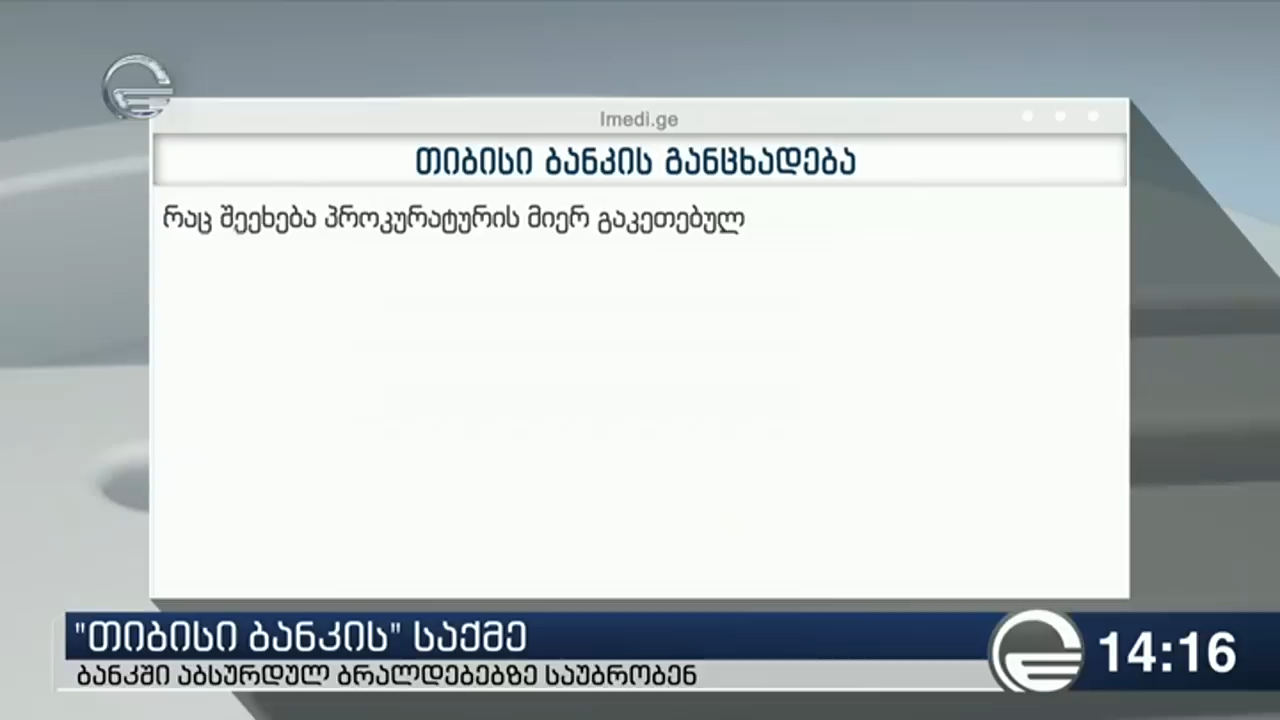 Imedi.ge
თიბისი ბანკის განცხადება
რაც შეეხება პროკურატურის მიერ გაკეთებულ
"თიბისი ბანკის" საქმე
ბანკში აბსურდულ ბრალდებებზე საუბრობენ
14:16